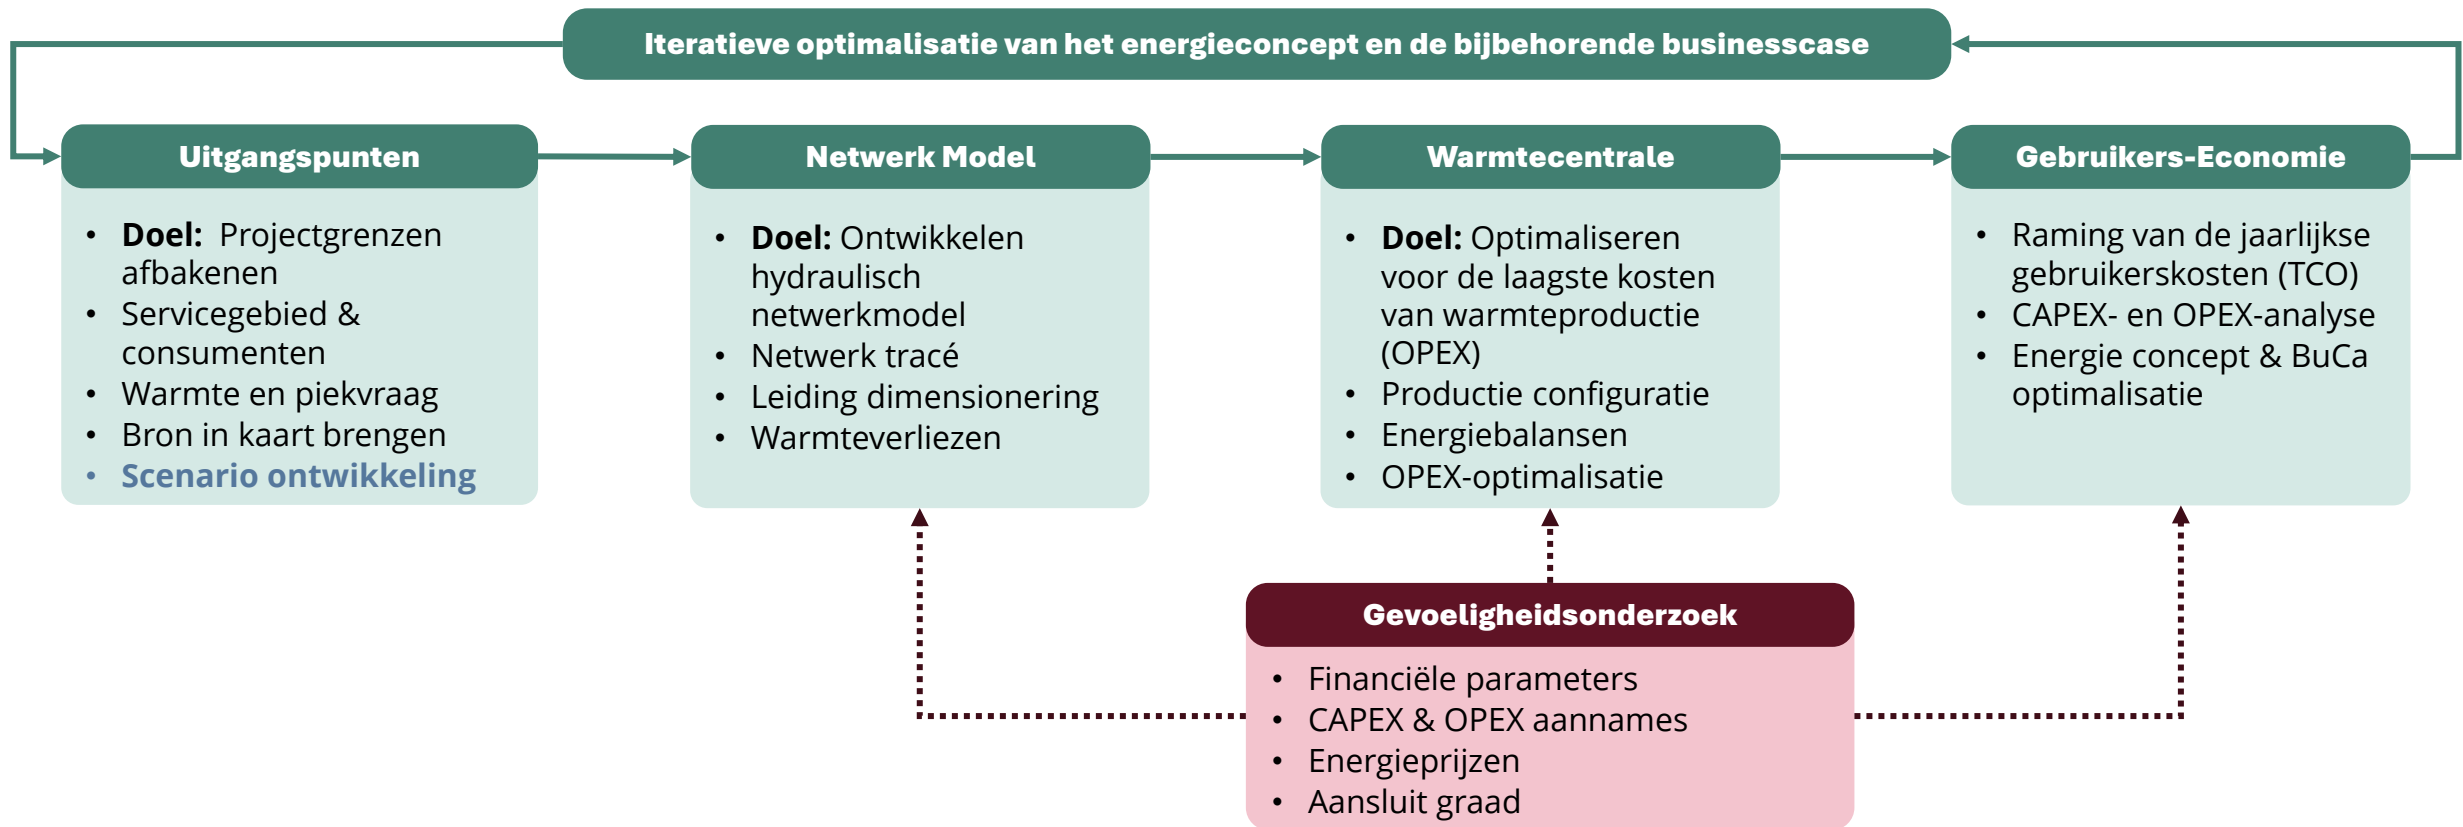 Iteratieve optimalisatie van het energieconcept en de bijbehorende businesscase
Uitgangspunten
• Doel: Projectgrenzen
afbakenen
• Servicegebied &
consumenten
• Warmte en piekvraag
• Bron in kaart brengen
• Scenario ontwikkeling
Netwerk Model
• Doel: Ontwikkelen
hydraulisch
netwerkmodel
• Netwerk tracé
• Leiding dimensionering
• Warmteverliezen
Warmtecentrale
• Doel: Optimaliseren
voor de laagste kosten
van warmteproductie
(OPEX)
• Productie configuratie
• Energiebalansen
• OPEX-optimalisatie
Gebruikers-Economie
• Raming van de jaarlijkse
gebruikerskosten (TCO)
• CAPEX- en OPEX-analyse
• Energie concept & BuCa
optimalisatie
Gevoeligheidsonderzoek
• Financiële parameters
• CAPEX & OPEX aannames
• Energieprijzen
• Aansluit graad